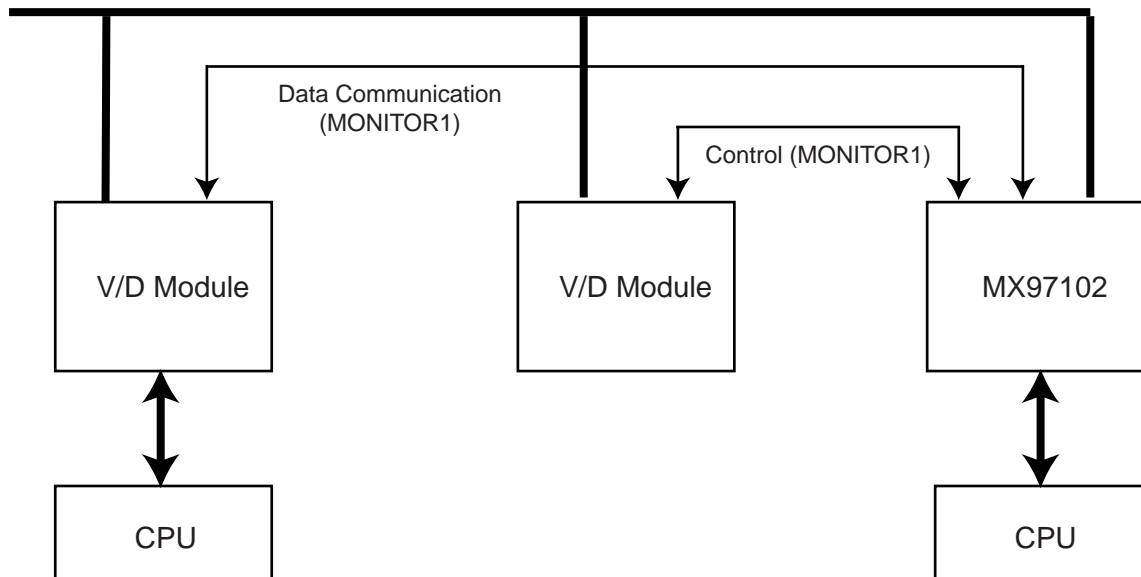 Data Communication
(MONITOR1)
Control (MONITOR1)
V/D Module
V/D Module
MX97102
CPU
CPU